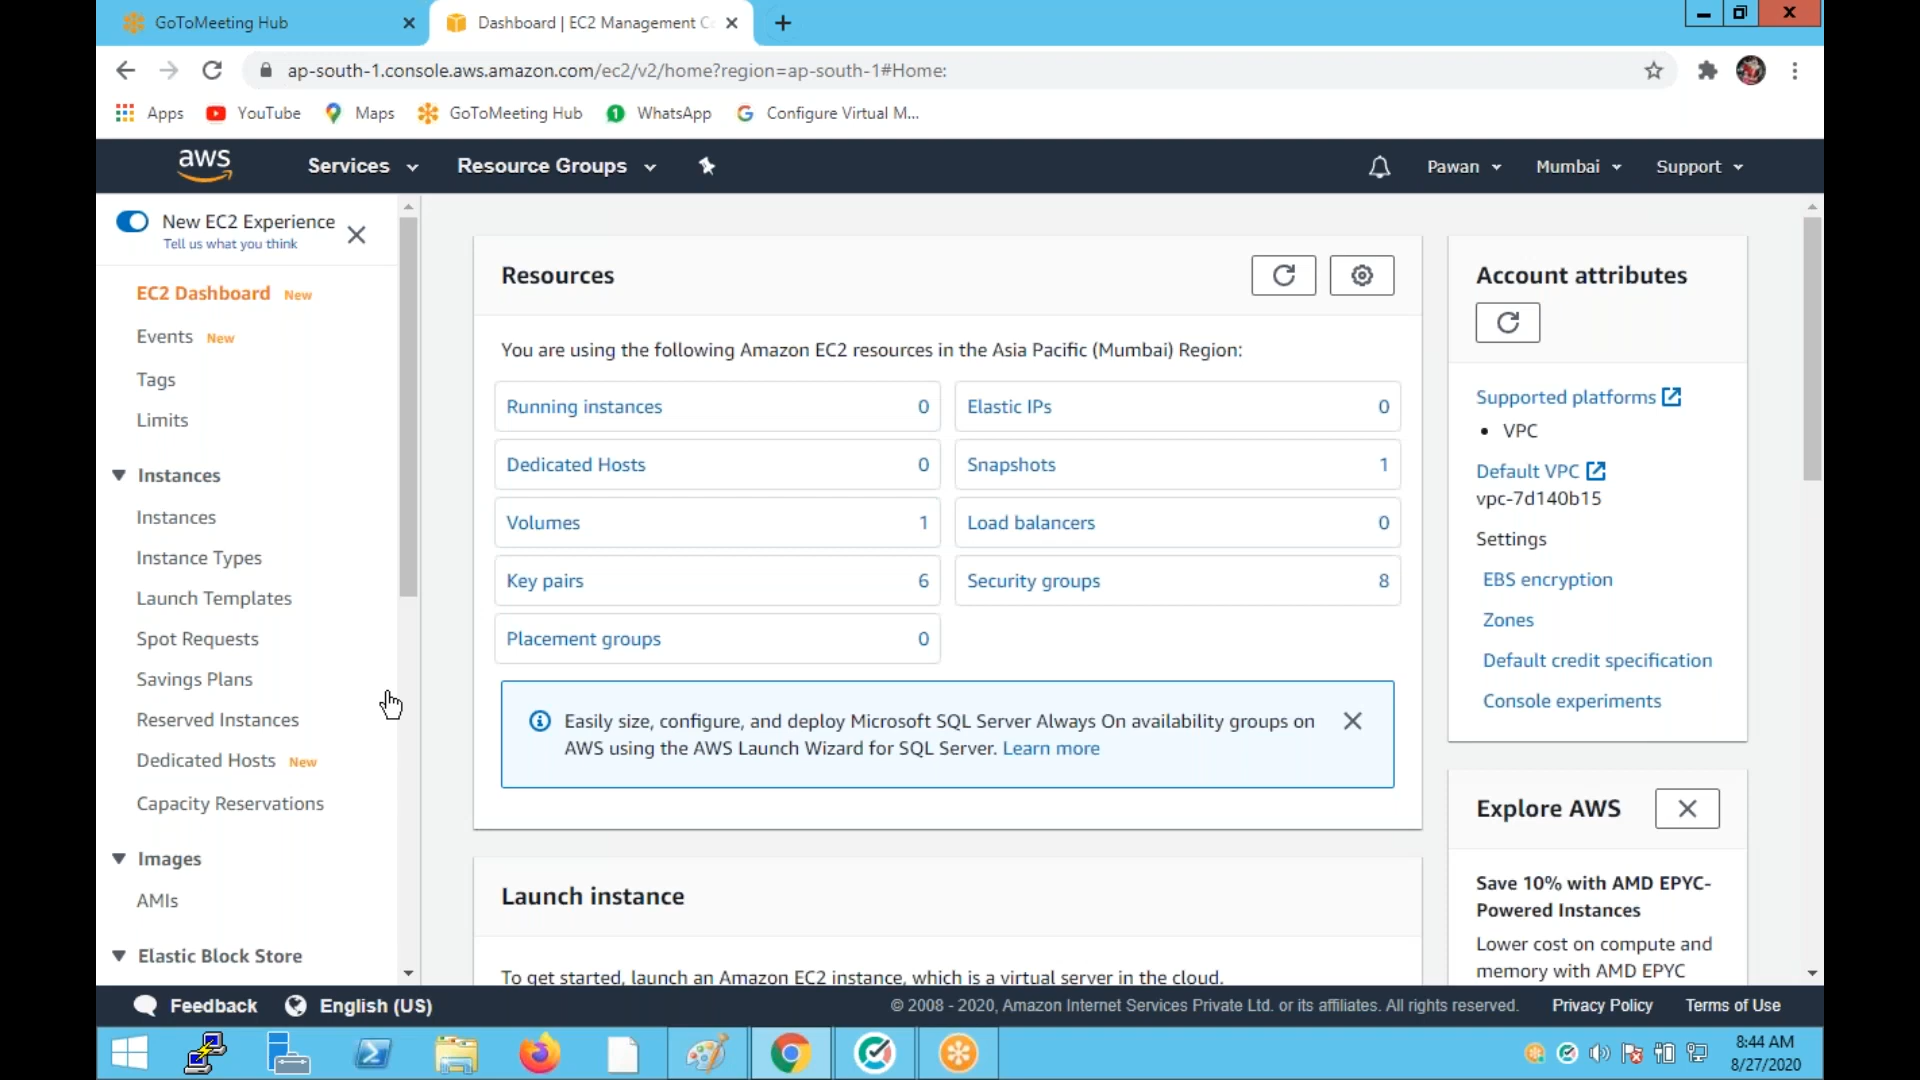 GoToMeeting Hub
Dashboard | EC2 Management C
ap-south-1.console.aws.amazon.com/ec2/v2/home?region=ap-south-1#Home:
Apps
YouTube
Maps
GoToMeeting Hub
1
WhatsApp
Configure Virtual M...
aws
Services
Resource Groups
Pawan
Mumbai
Support
New EC2 Experience
Tell us what you think
EC2 Dashboard New
Events New
Tags
Limits
Instances
Instances
Instance Types
Launch Templates
Spot Requests
Savings Plans
Reserved Instances
Dedicated Hosts New
Capacity Reservations
Images
AMIs
Elastic Block Store
Resources
You are using the following Amazon EC2 resources in the Asia Pacific (Mumbai) Region:
Running instances 0
Elastic IPs 0
Dedicated Hosts 0
Snapshots 1
Volumes 1
Load balancers 0
Key pairs 6
Security groups 8
Placement groups 0
Easily size, configure, and deploy Microsoft SQL Server Always On availability groups on
AWS using the AWS Launch Wizard for SQL Server. Learn more
Launch instance
To get started, launch an Amazon EC2 instance, which is a virtual server in the cloud.
Account attributes
Supported platforms
• VPC
Default VPC
vpc-7d140b15
Settings
EBS encryption
Zones
Default credit specification
Console experiments
Explore AWS
Save 10% with AMD EPYC-
Powered Instances
Lower cost on compute and
memory with AMD EPYC
Feedback
English (US)
© 2008 - 2020, Amazon Internet Services Private Ltd. or its affiliates. All rights reserved.
Privacy Policy
Terms of Use
8:44 AM
8/27/2020